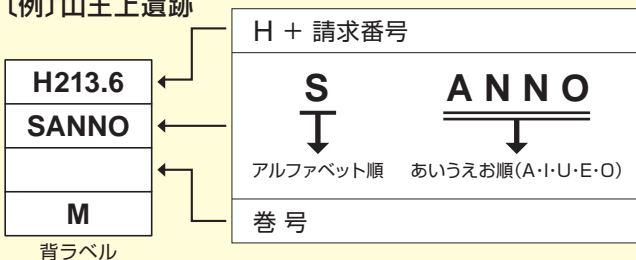 〔例〕山王上遺跡
H + 請求番号
H213.6
SANNO
M
背ラベル
S
ANNO
アルファベット順
あいうえお順(A・I・U・E・O)
巻号